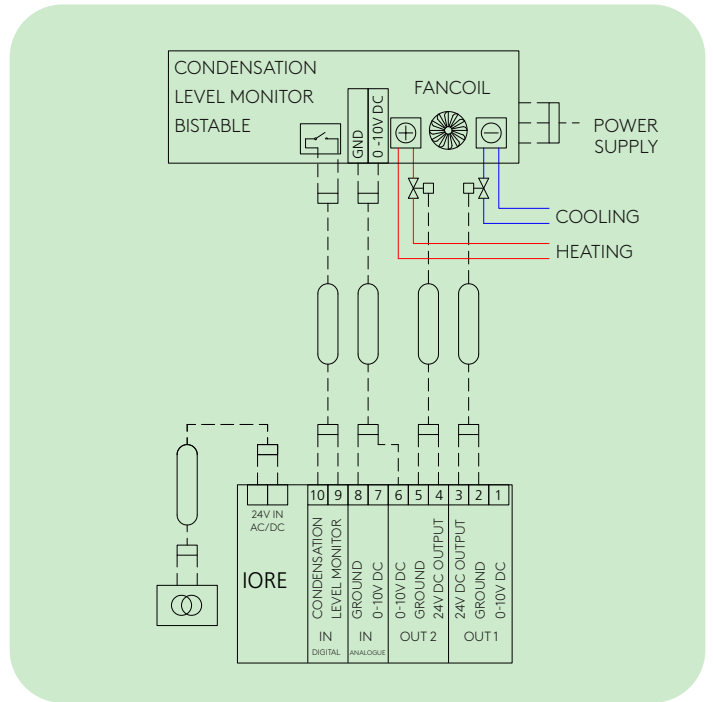 CONDENSATION
LEVEL MONITOR
BISTABLE
GND
0-10V DC
FANCOIL
POWER
SUPPLY
COOLING
HEATING
24V IN
AC/DC
IORE
10 9 8 7 6 5 4 3 2 1
CONDENSATION
LEVEL MONITOR
GROUND
0-10V DC
0-10V DC
GROUND
24V DC OUTPUT
24V DC OUTPUT
GROUND
0-10V DC
IN
DIGITAL
IN
ANALOGUE
OUT 2
OUT 1